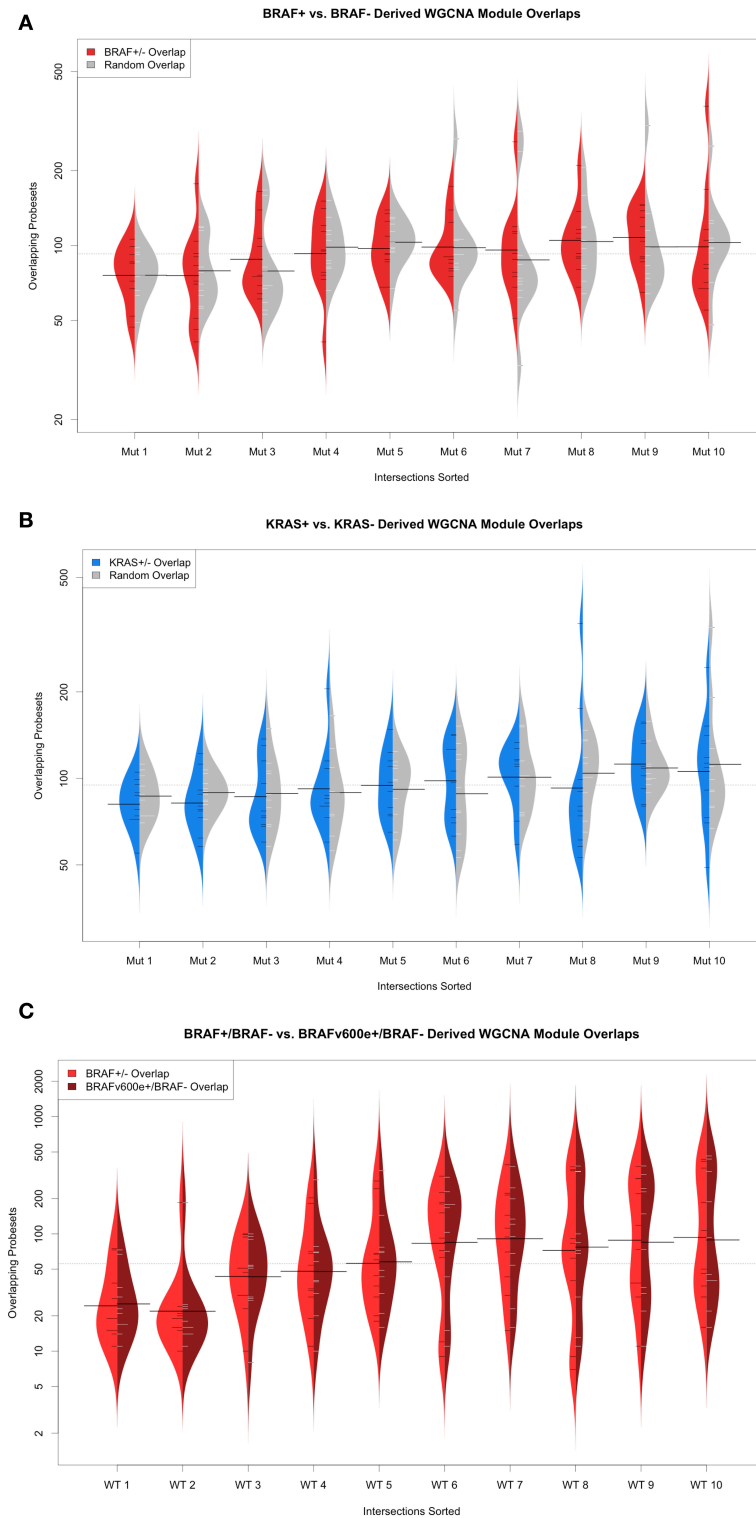 A
BRAF+ vs. BRAF- Derived WGCNA Module Overlaps
BRAF+/- Overlap
Random Overlap
Overlapping Probesets
500
200
100
50
20
Mut 1 Mut 2 Mut 3 Mut 4 Mut 5 Mut 6 Mut 7 Mut 8 Mut 9 Mut 10
Intersections Sorted
B
KRAS+ vs. KRAS- Derived WGCNA Module Overlaps
KRAS+/- Overlap
Random Overlap
Overlapping Probesets
500
200
100
50
Mut 1 Mut 2 Mut 3 Mut 4 Mut 5 Mut 6 Mut 7 Mut 8 Mut 9 Mut 10
Intersections Sorted
C
BRAF+/BRAF- vs. BRAFv600e+/BRAF- Derived WGCNA Module Overlaps
BRAF+/- Overlap
BRAFv600e+/BRAF- Overlap
Overlapping Probesets
2000
1000
500
200
100
50
20
10
5
2
WT 1 WT 2 WT 3 WT 4 WT 5 WT 6 WT 7 WT 8 WT 9 WT 10
Intersections Sorted